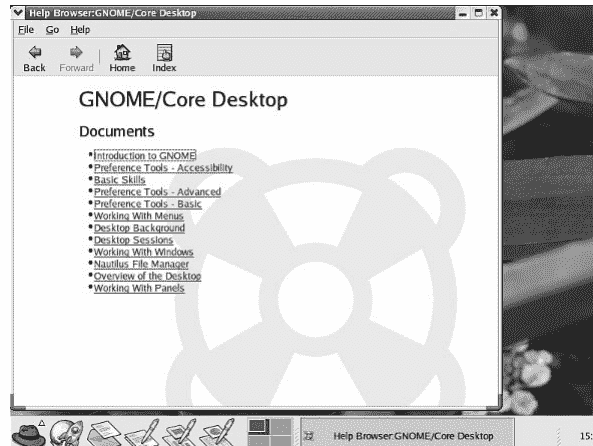 Help Browser:GNOME/Core Desktop
File Go Help
Back Forward Home Index
GNOME/Core Desktop
Documents
•Introduction to GNOME
•Preference Tools - Accessibility
•Basic Skills
•Preference Tools - Advanced
•Preference Tools - Basic
•Working With Menus
•Desktop Background
•Desktop Sessions
•Working With Windows
•Nautilus File Manager
•Overview of the Desktop
•Working With Panels
Help Browser:GNOME/Core Desktop
15: